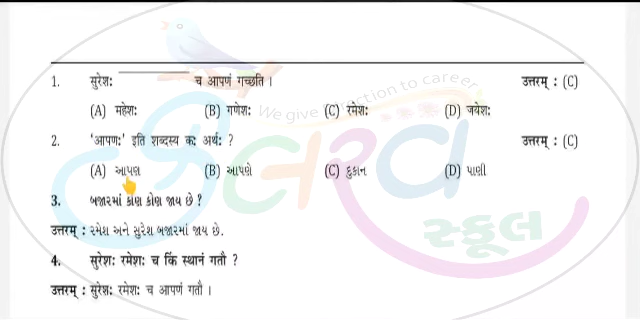 1. सुरेशः __________ च आपणं गच्छति । उत्तरम् : (C)
(A) महेशः (B) गणेशः (C) रमेशः (D) जयेशः
2. 'आपणः' इति शब्दस्य कः अर्थः ? उत्तरम् : (C)
(A) આપણ (B) આપણે (C) દુકાન (D) પાણી
3. બજારમાં કોણ કોણ જાય છે ?
उत्तरम् : રમેશ અને સુરેશ બજારમાં જાય છે.
4. सुरेशः रमेशः च किं स्थानं गतौ ?
उत्तरम् : सुरेशः रमेशः च आपणं गतौ ।
We give direction to career
કલરવ
સ્કૂલ